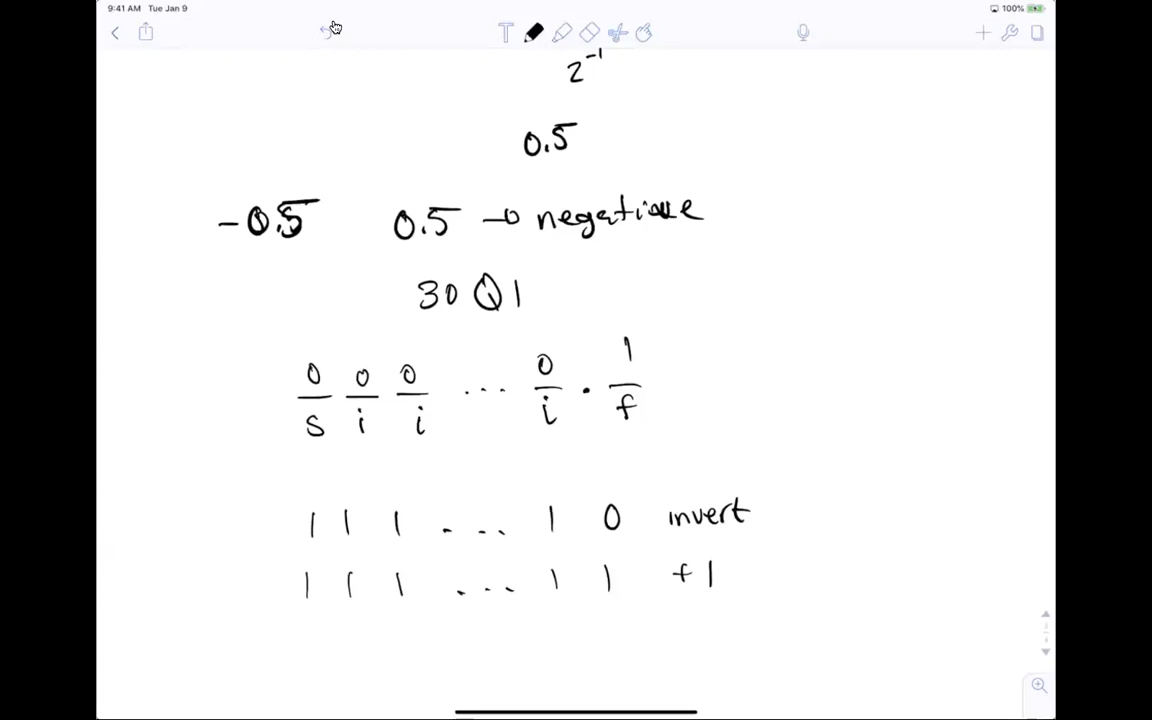 9:41 AM Tue Jan 9
100%
T
2⁻¹
0.5
-0.5 0.5 → negative
30 Q 1
0 0 0 ... 0 . 1
s i i i f
1 1 1 . ... 1 0 invert
1 1 1 . ... 1 1 +1